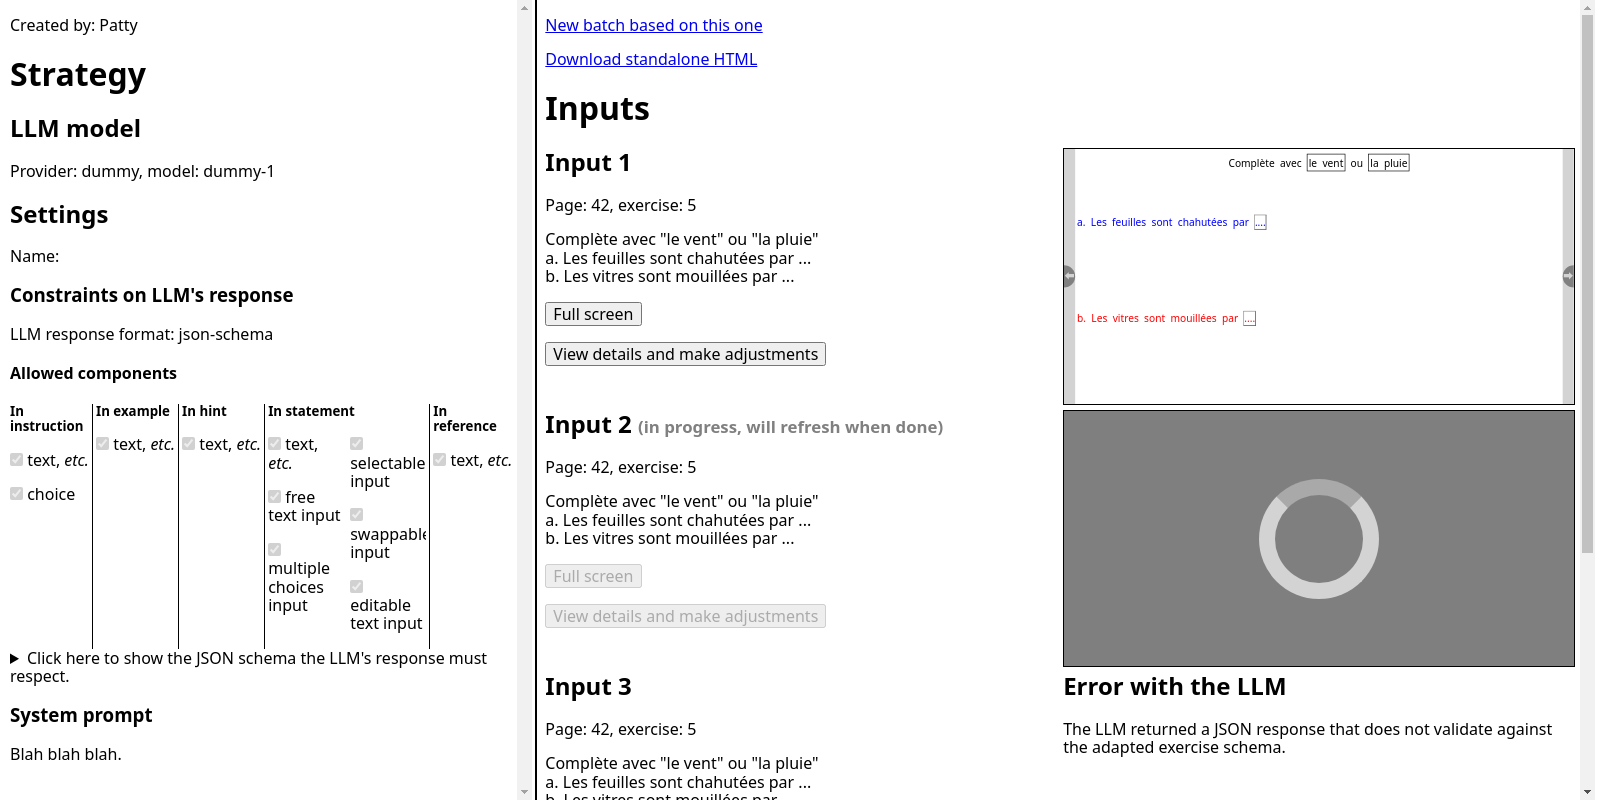 Created by: Patty
Strategy
LLM model
Provider: dummy, model: dummy-1
Settings
Name:
Constraints on LLM's response
LLM response format: json-schema
Allowed components
In instruction
text, etc.
choice
In example
text, etc.
In hint
text, etc.
In statement
text, etc.
free text input
multiple choices input
selectable input
swappable input
editable text input
In reference
text, etc.
Click here to show the JSON schema the LLM's response must
respect.
System prompt
Blah blah blah.
New batch based on this one
Download standalone HTML
Inputs
Input 1
Page: 42, exercise: 5
Complète avec "le vent" ou "la pluie"
a. Les feuilles sont chahutées par ...
b. Les vitres sont mouillées par ...
Full screen
View details and make adjustments
Complète avec le vent ou la pluie
a. Les feuilles sont chahutées par ....
b. Les vitres sont mouillées par ....
Input 2 (in progress, will refresh when done)
Page: 42, exercise: 5
Complète avec "le vent" ou "la pluie"
a. Les feuilles sont chahutées par ...
b. Les vitres sont mouillées par ...
Full screen
View details and make adjustments
Input 3
Page: 42, exercise: 5
Complète avec "le vent" ou "la pluie"
a. Les feuilles sont chahutées par ...
b. Les vitres sont mouillées par ...
Error with the LLM
The LLM returned a JSON response that does not validate against
the adapted exercise schema.